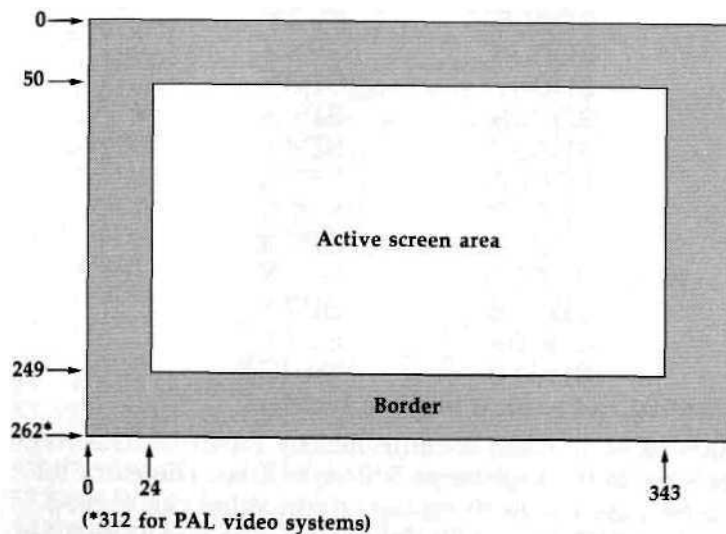 0
50
Active screen area
249
Border
262*
0 24 343
(*312 for PAL video systems)